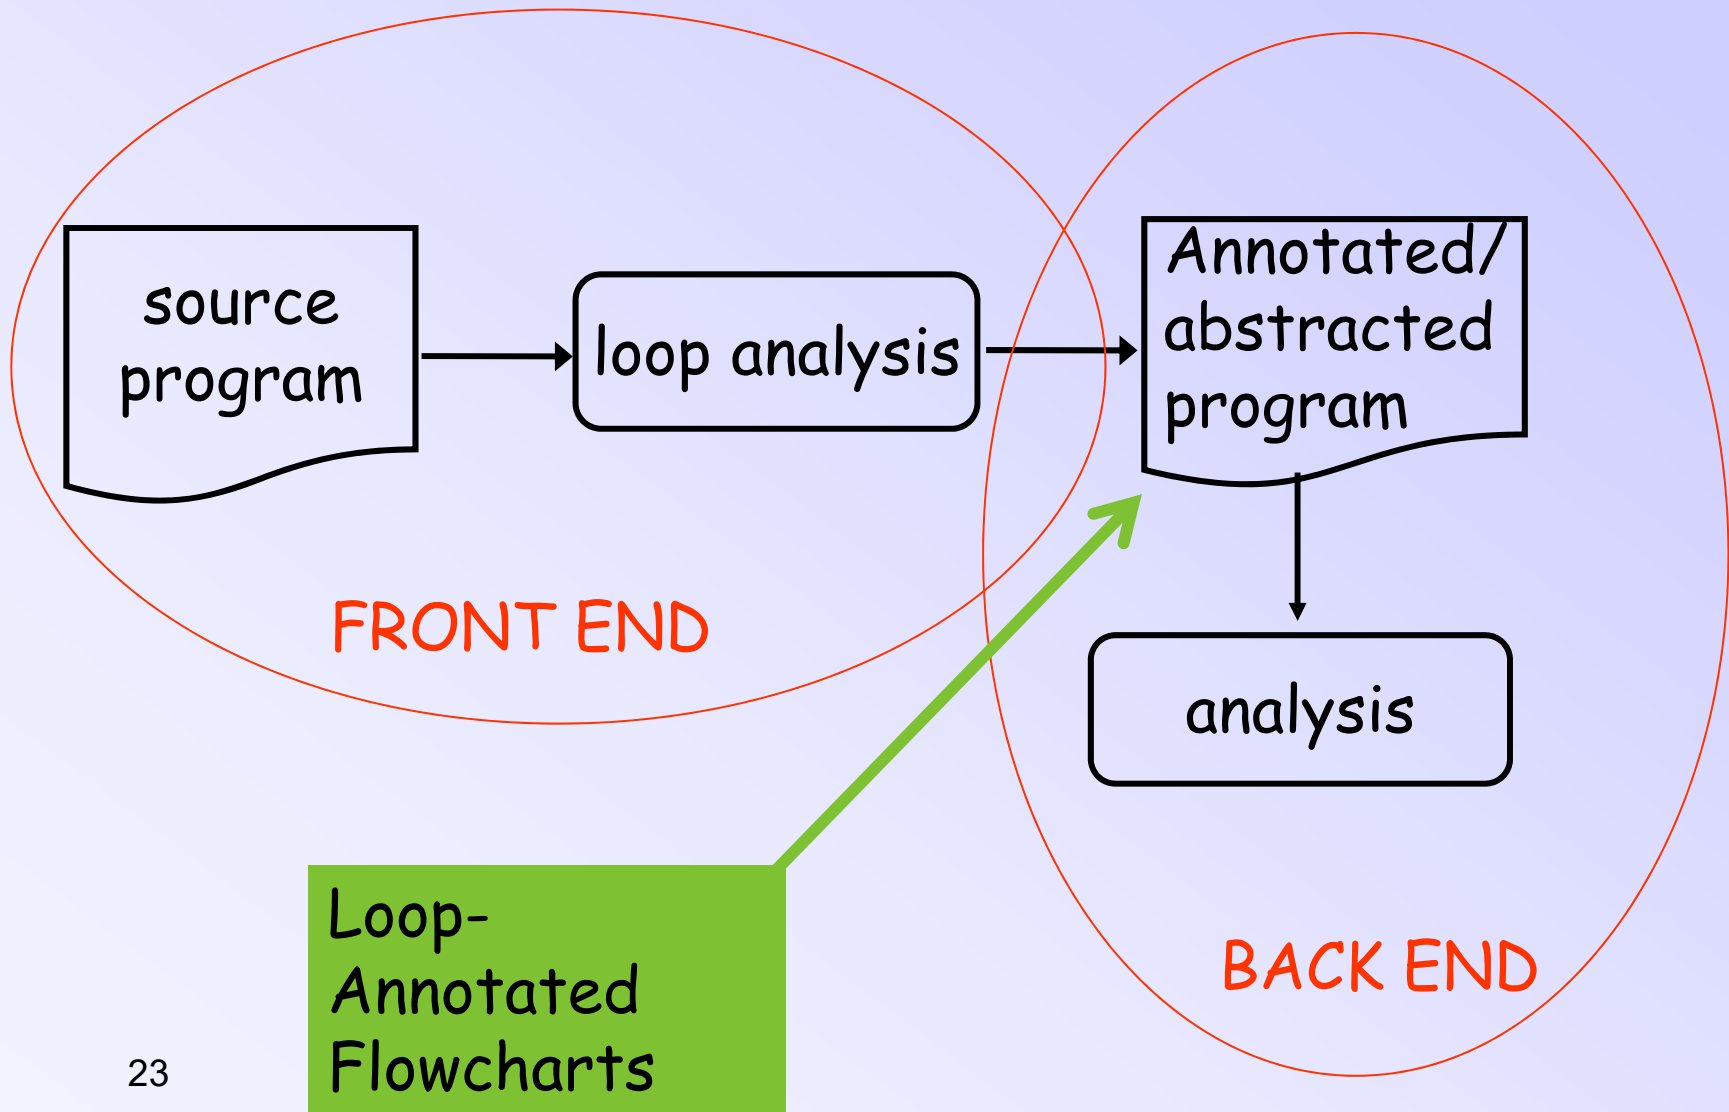 source
program
loop analysis
Annotated/
abstracted
program
FRONT END
analysis
BACK END
Loop-
Annotated
Flowcharts
23